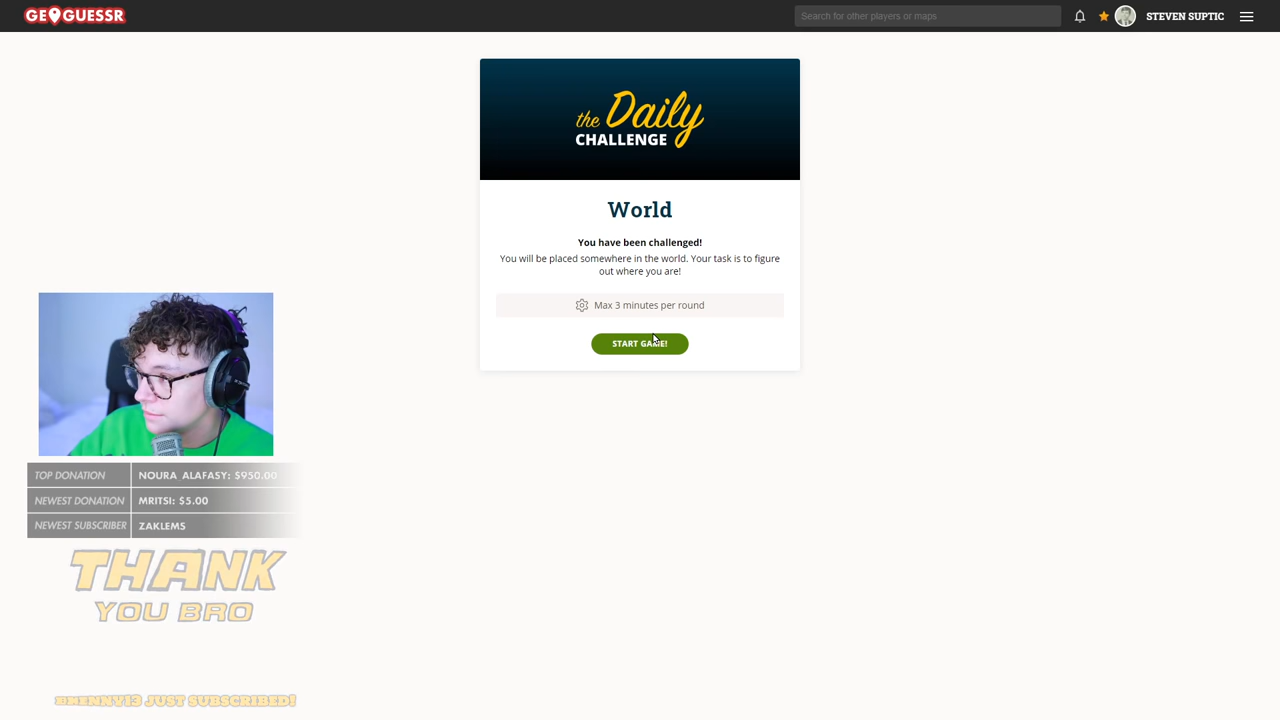 GEOGUESSR
Search for other players or maps
STEVEN SUPTIC
the Daily
CHALLENGE
World
You have been challenged!
You will be placed somewhere in the world. Your task is to figure
out where you are!
Max 3 minutes per round
START GAME!
TOP DONATION NOURA ALAFASY: $950.00
NEWEST DONATION MRITSI: $5.00
NEWEST SUBSCRIBER ZAKLEMS
THANK
YOU BRO
JUST SUBSCRIBED!